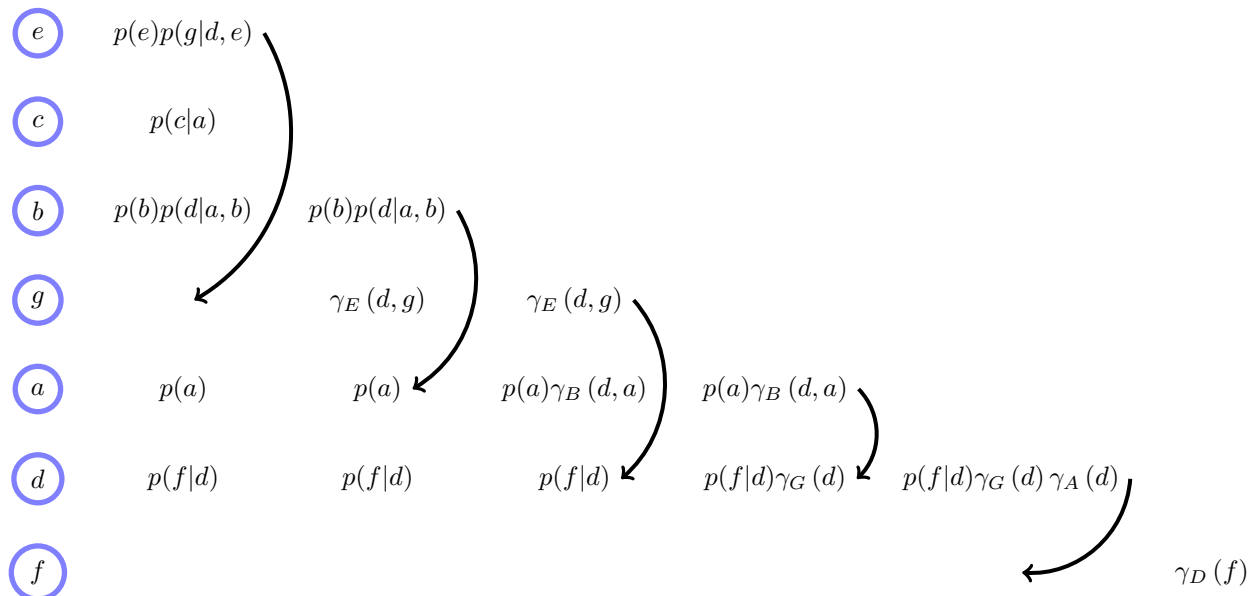 e p(e)p(g|d, e)
c p(c|a)
b p(b)p(d|a, b) p(b)p(d|a, b)
g γ_E (d, g) γ_E (d, g)
a p(a) p(a) p(a)γ_B (d, a) p(a)γ_B (d, a)
d p(f|d) p(f|d) p(f|d) p(f|d)γ_G (d) p(f|d)γ_G (d) γ_A (d)
f γ_D (f)